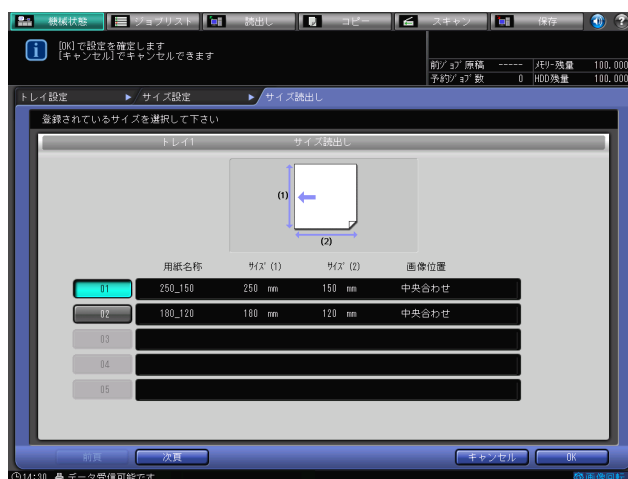 機械状態 ジョブリスト 読出し コピー スキャン 保存
[OK]で設定を確定します
[キャンセル]でキャンセルできます
前ジョブ原稿 ----- メモリ-残量 100.000
予約ジョブ数 0 HDD残量 100.000
トレイ設定 サイズ設定 サイズ読出し
登録されているサイズを選択して下さい
トレイ1 サイズ読出し
(1)
(2)
用紙名称 サイズ(1) サイズ(2) 画像位置
01 250_150 250 mm 150 mm 中央合わせ
02 180_120 180 mm 120 mm 中央合わせ
03
04
05
前頁 次頁 キャンセル OK
14:30 データ受信可能です 画像回転